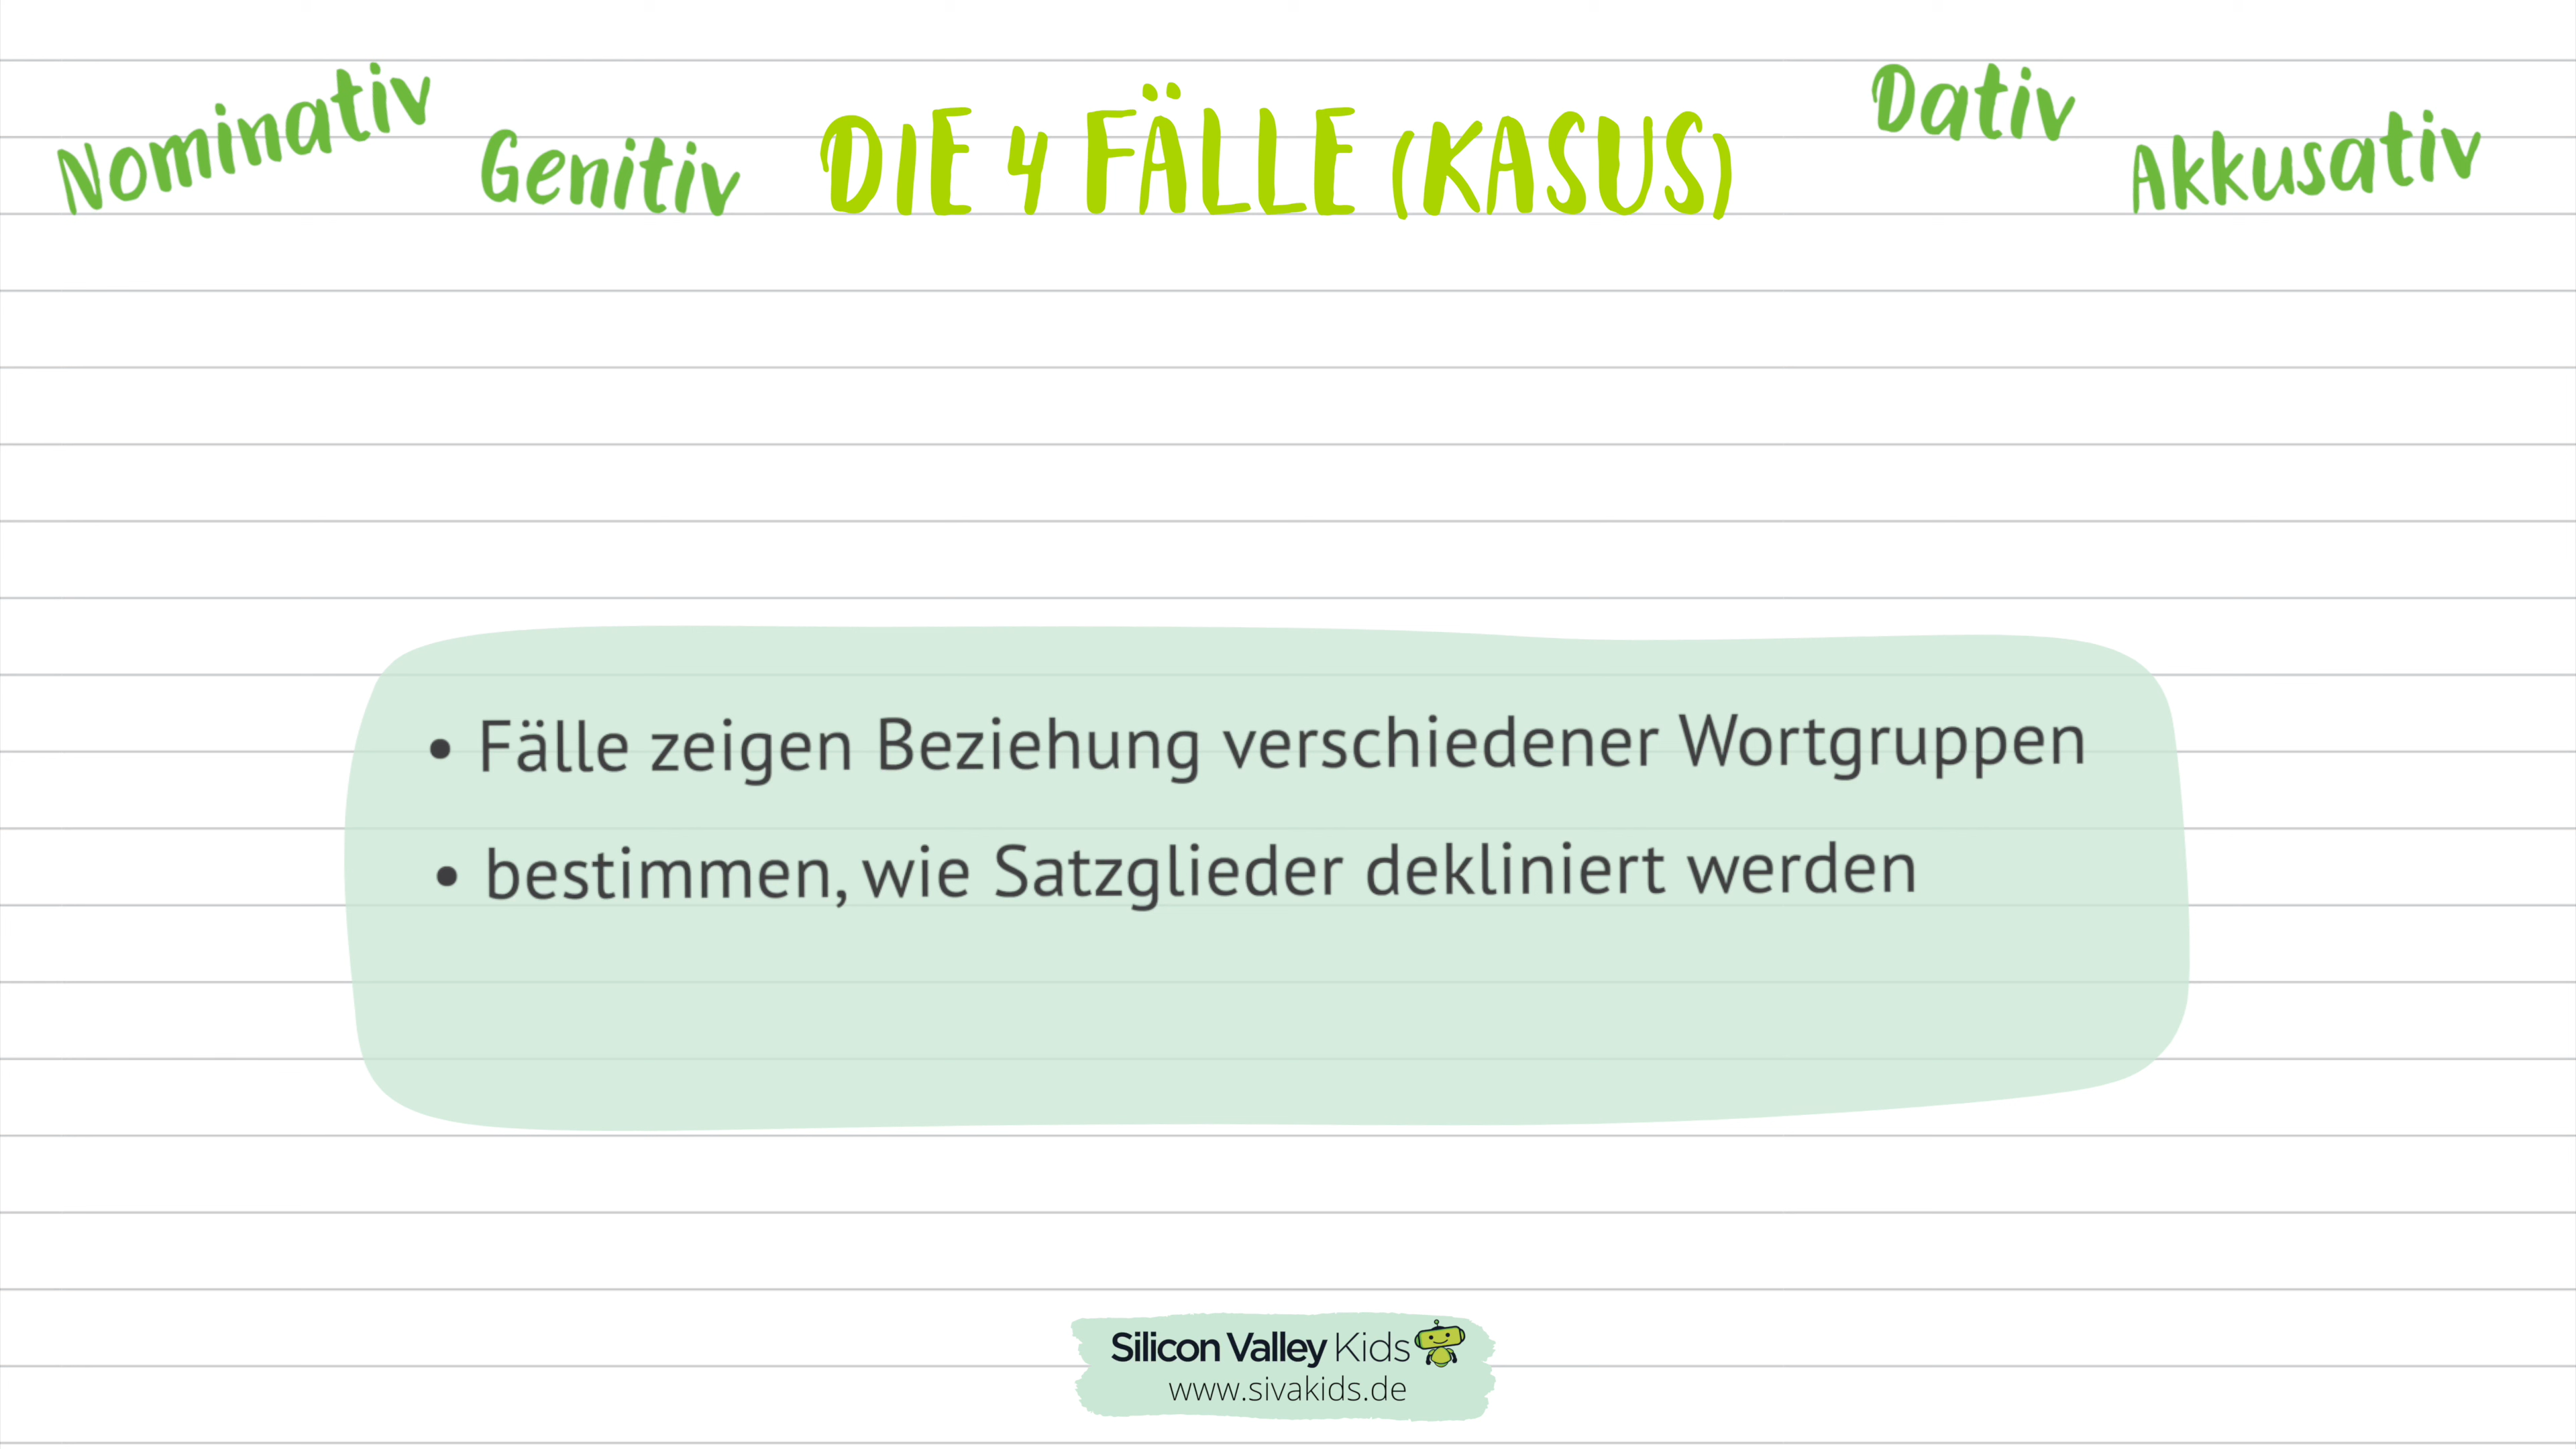 Nominativ
Genitiv
DIE 4 FÄLLE (KASUS)
Dativ
Akkusativ
• Fälle zeigen Beziehung verschiedener Wortgruppen
• bestimmen, wie Satzglieder dekliniert werden
Silicon Valley Kids
www.sivakids.de